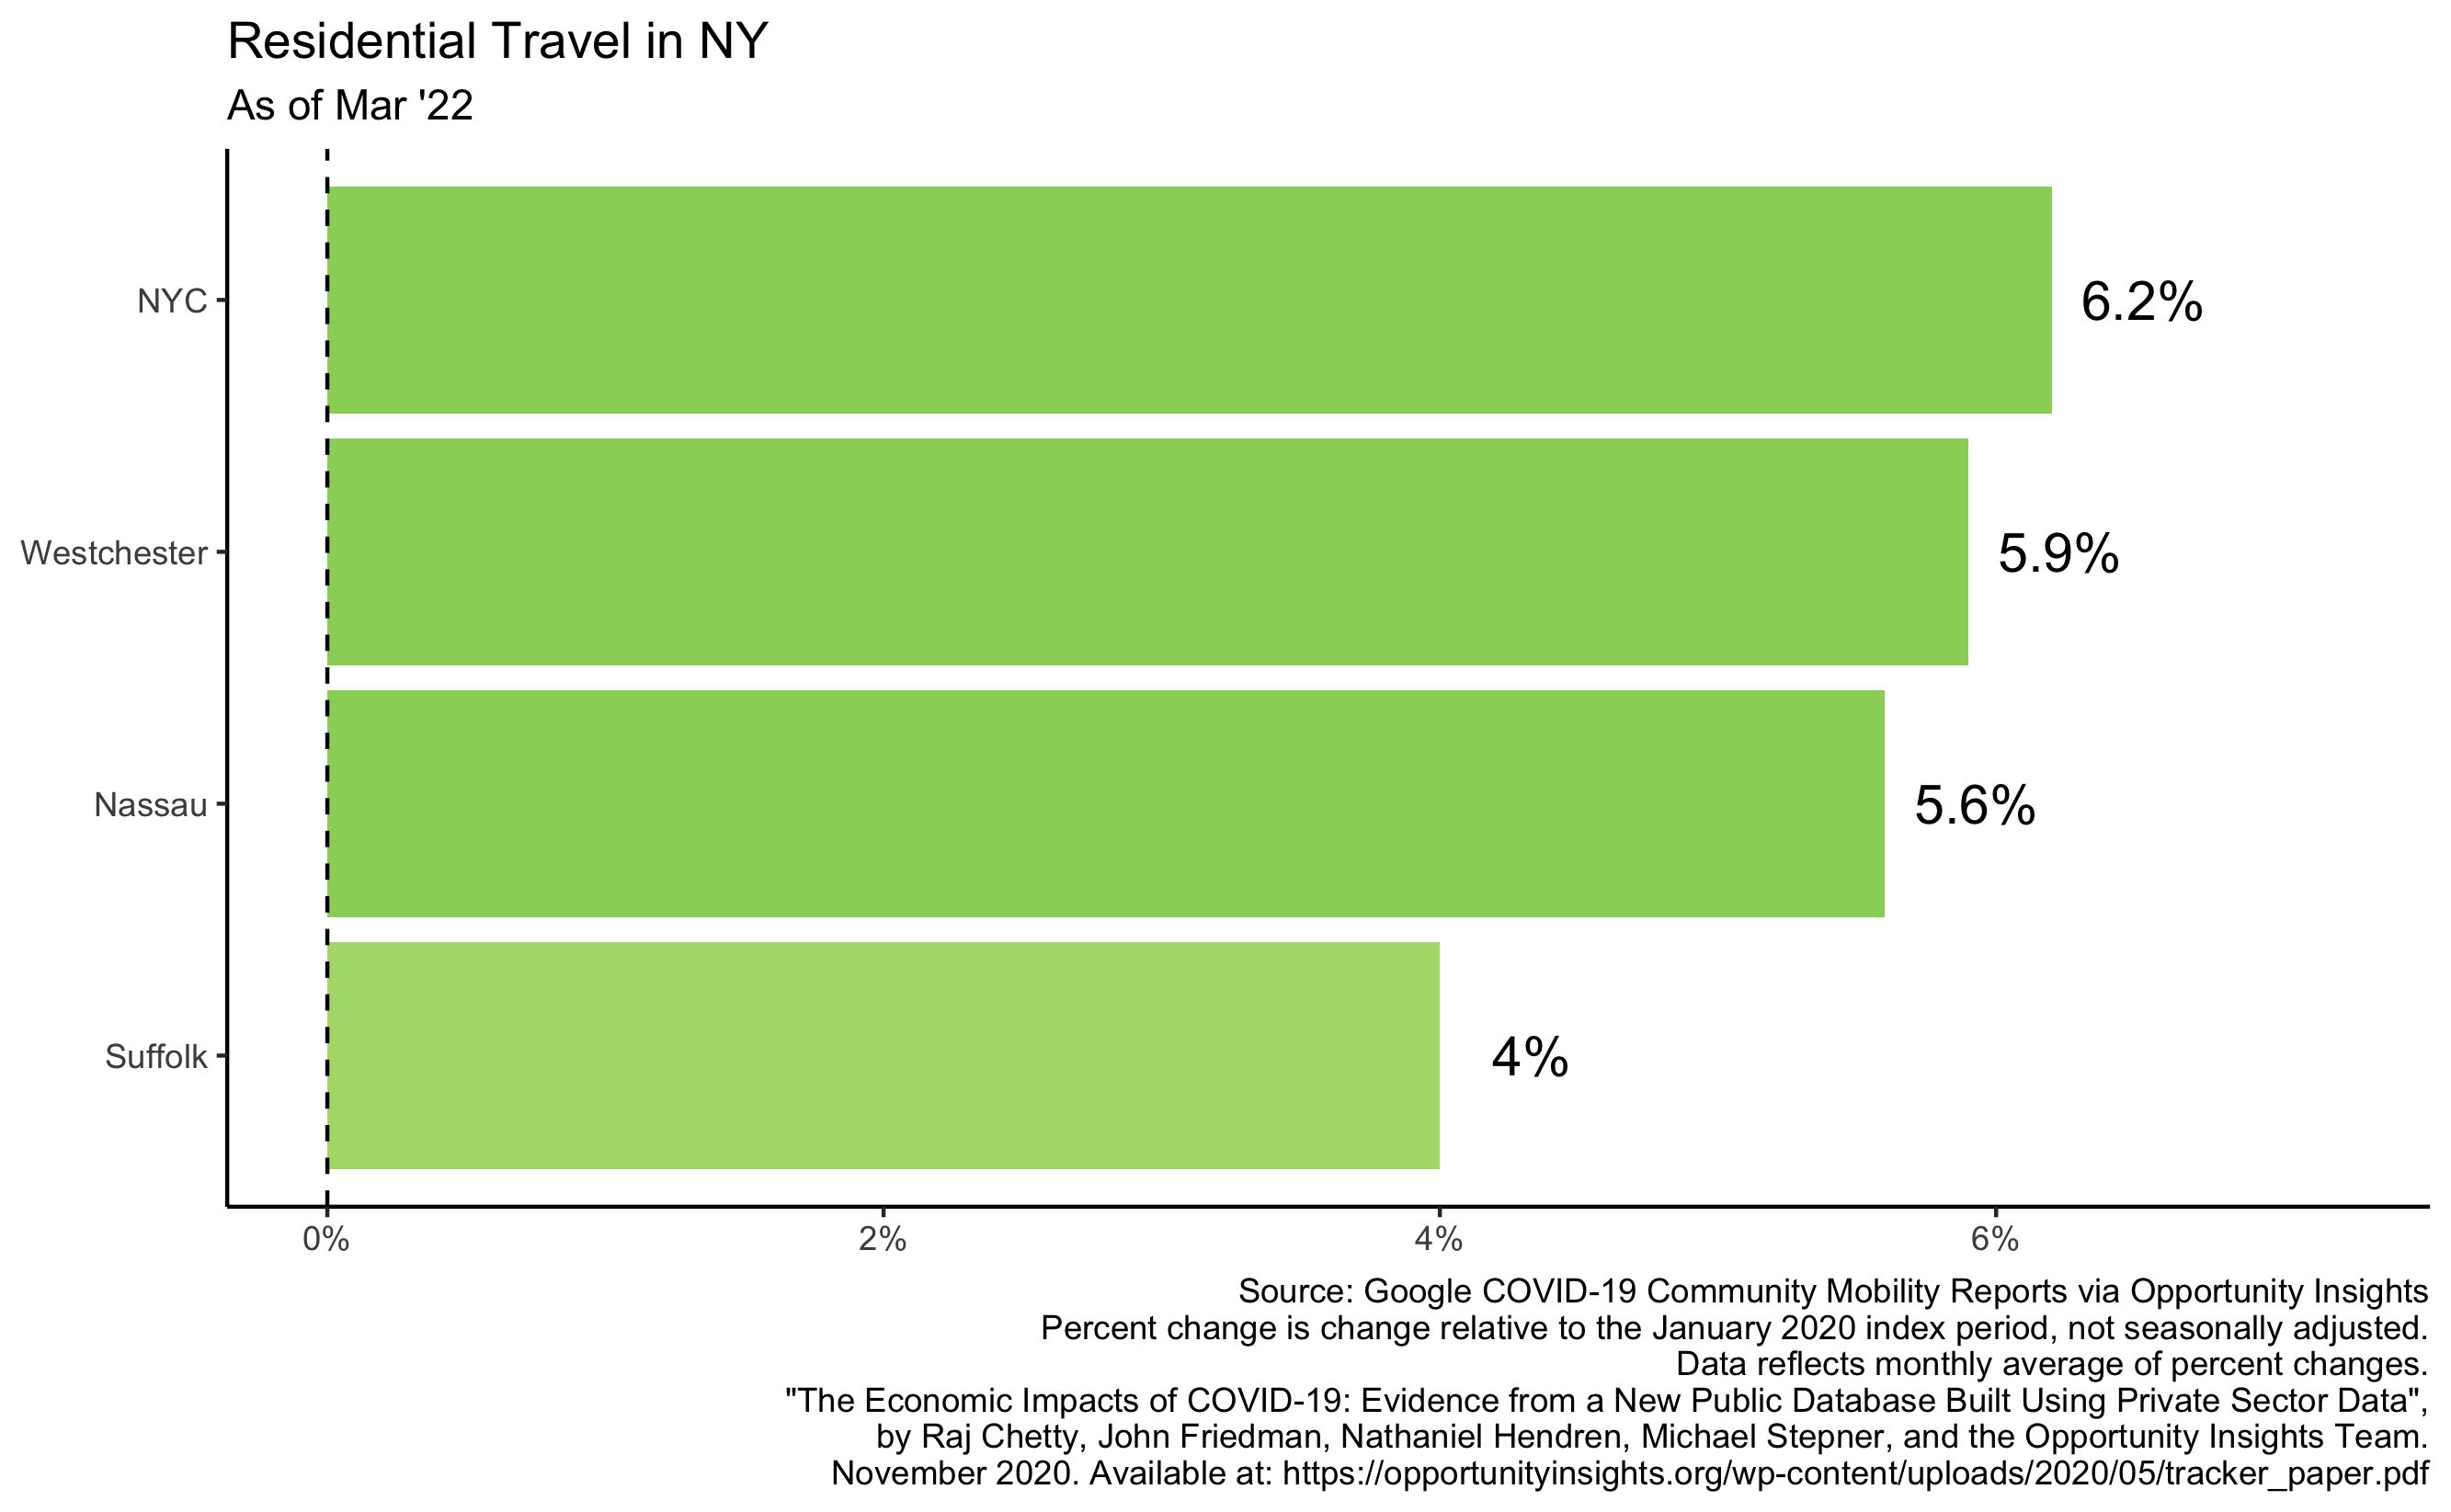 Residential Travel in NY
As of Mar '22
NYC
6.2%
Westchester
5.9%
Nassau
5.6%
Suffolk
4%
0% 2% 4% 6%
Source: Google COVID-19 Community Mobility Reports via Opportunity Insights
Percent change is change relative to the January 2020 index period, not seasonally adjusted.
Data reflects monthly average of percent changes.
"The Economic Impacts of COVID-19: Evidence from a New Public Database Built Using Private Sector Data",
by Raj Chetty, John Friedman, Nathaniel Hendren, Michael Stepner, and the Opportunity Insights Team.
November 2020. Available at: https://opportunityinsights.org/wp-content/uploads/2020/05/tracker_paper.pdf